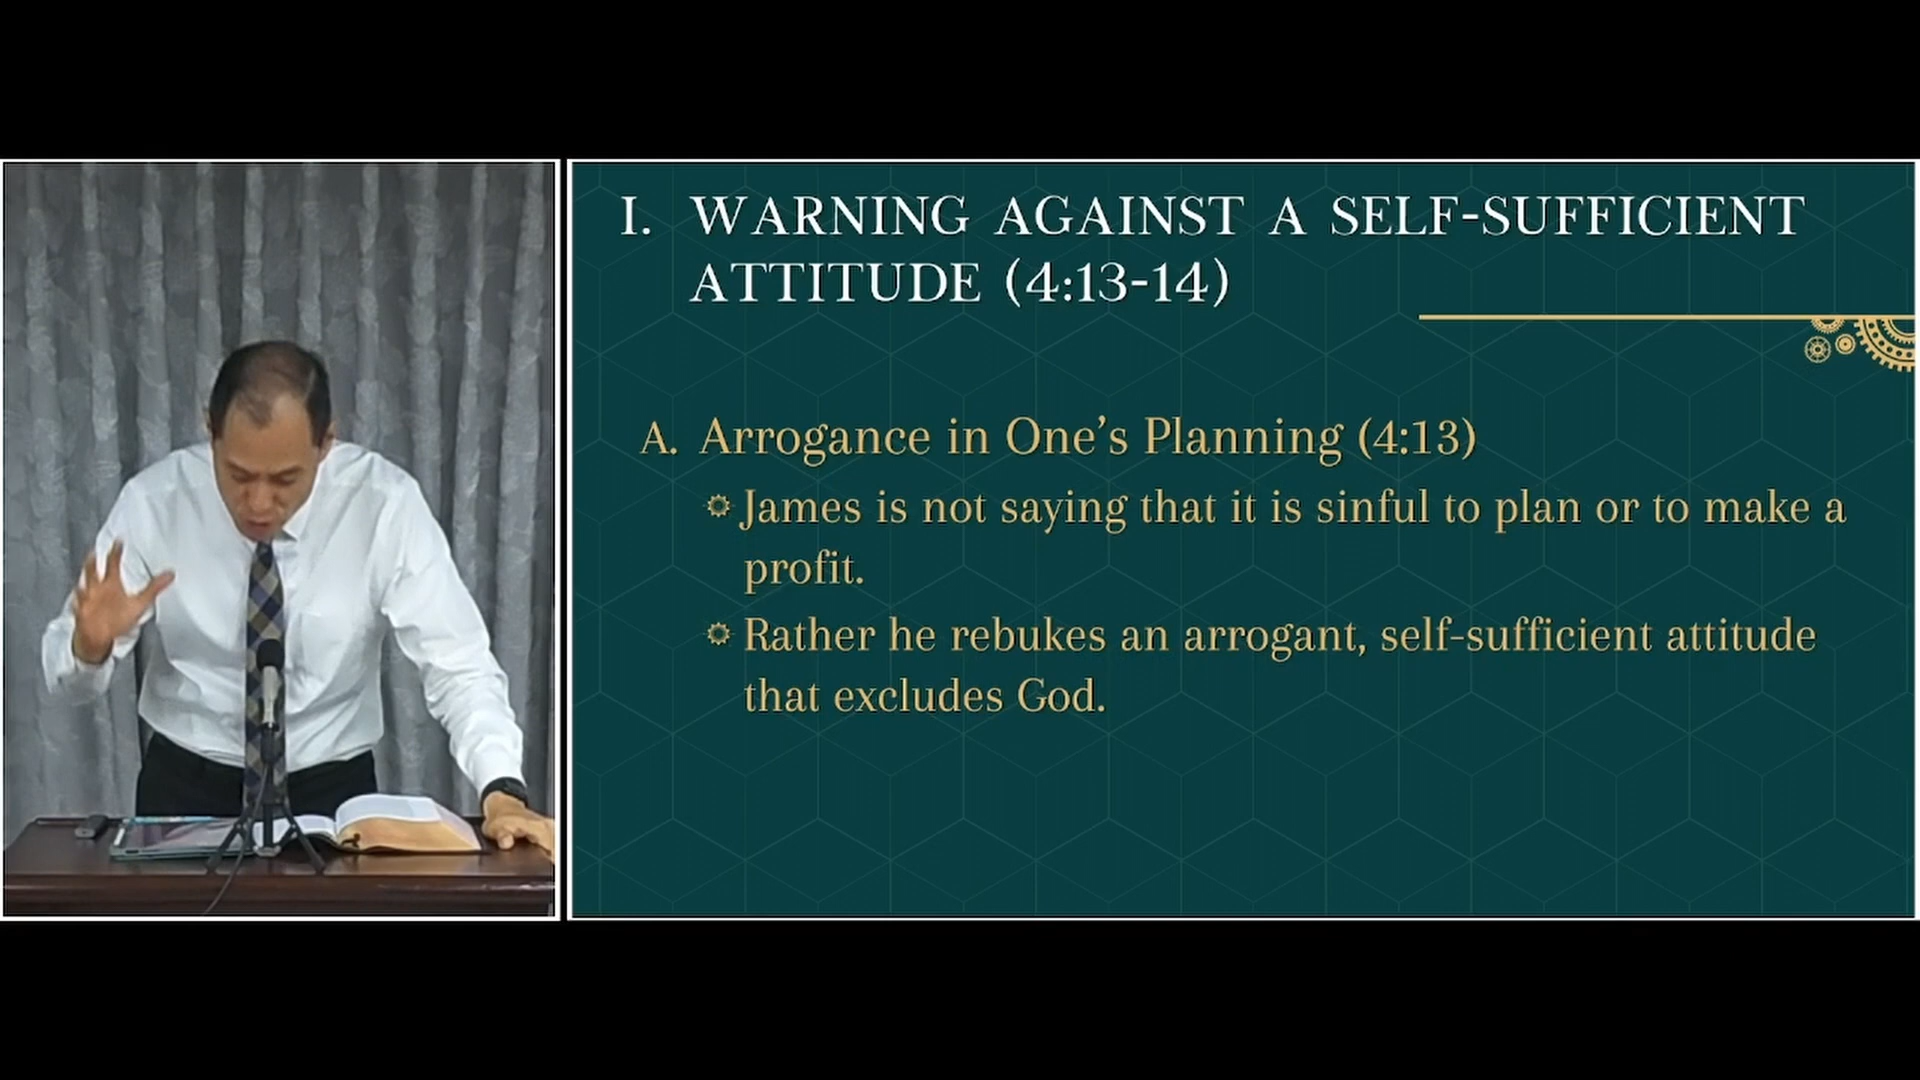 I. WARNING AGAINST A SELF-SUFFICIENT
ATTITUDE (4:13-14)
A. Arrogance in One’s Planning (4:13)
James is not saying that it is sinful to plan or to make a
profit.
Rather he rebukes an arrogant, self-sufficient attitude
that excludes God.